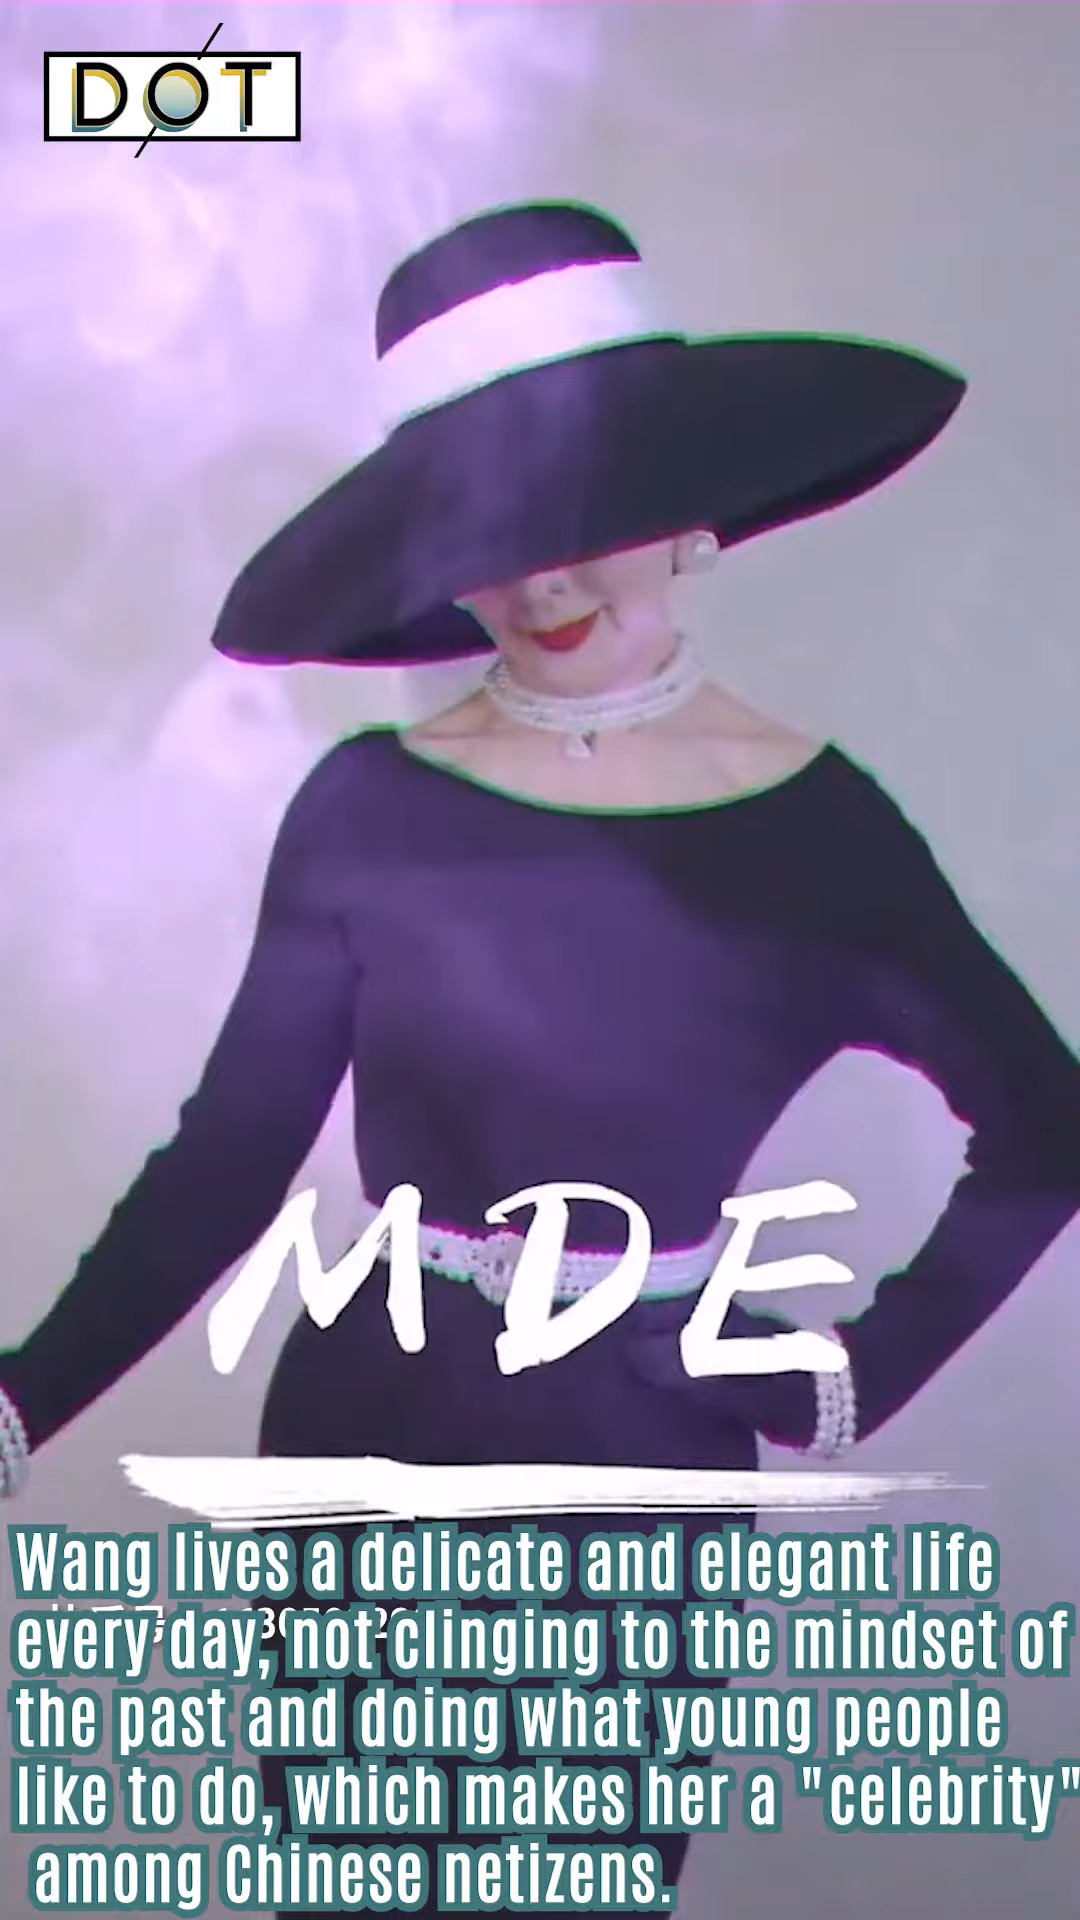 DOT
MDE
Wang lives a delicate and elegant life
every day, not clinging to the mindset of
the past and doing what young people
like to do, which makes her a "celebrity"
among Chinese netizens.